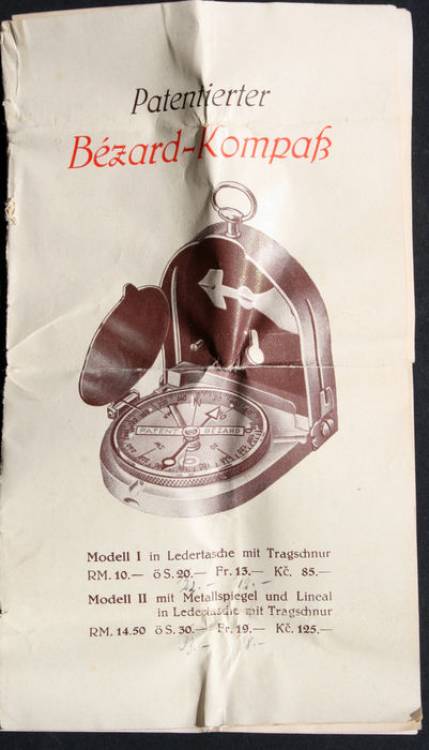 Patentierter
Bézard-Kompaß
PATENT BÉZARD
Modell I in Ledertasche mit Tragschnur
RM. 10.— ö S. 20.— Fr. 13.— Kč. 85.—
Modell II mit Metallspiegel und Lineal
in Ledertasche mit Tragschnur
RM. 14.50 ö S. 30.— Fr. 19.— Kč. 125.—